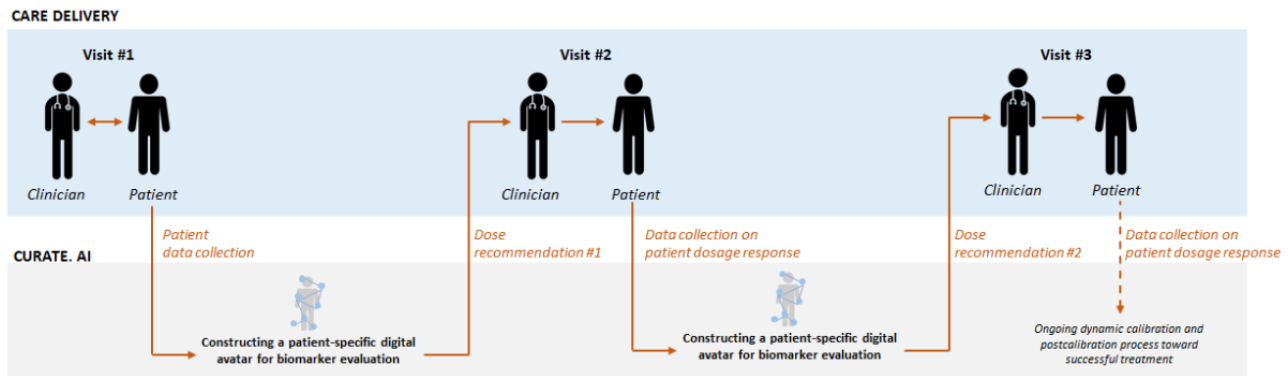 CARE DELIVERY
Visit #1
Visit #2
Visit #3
Clinician
Patient
Clinician
Patient
Clinician
Patient
Patient
data collection
Dose
recommendation #1
Data collection on
patient dosage response
Dose
recommendation #2
Data collection on
patient dosage response
CURATE. AI
Constructing a patient-specific digital
avatar for biomarker evaluation
Constructing a patient-specific digital
avatar for biomarker evaluation
Ongoing dynamic calibration and
postcalibration process toward
successful treatment